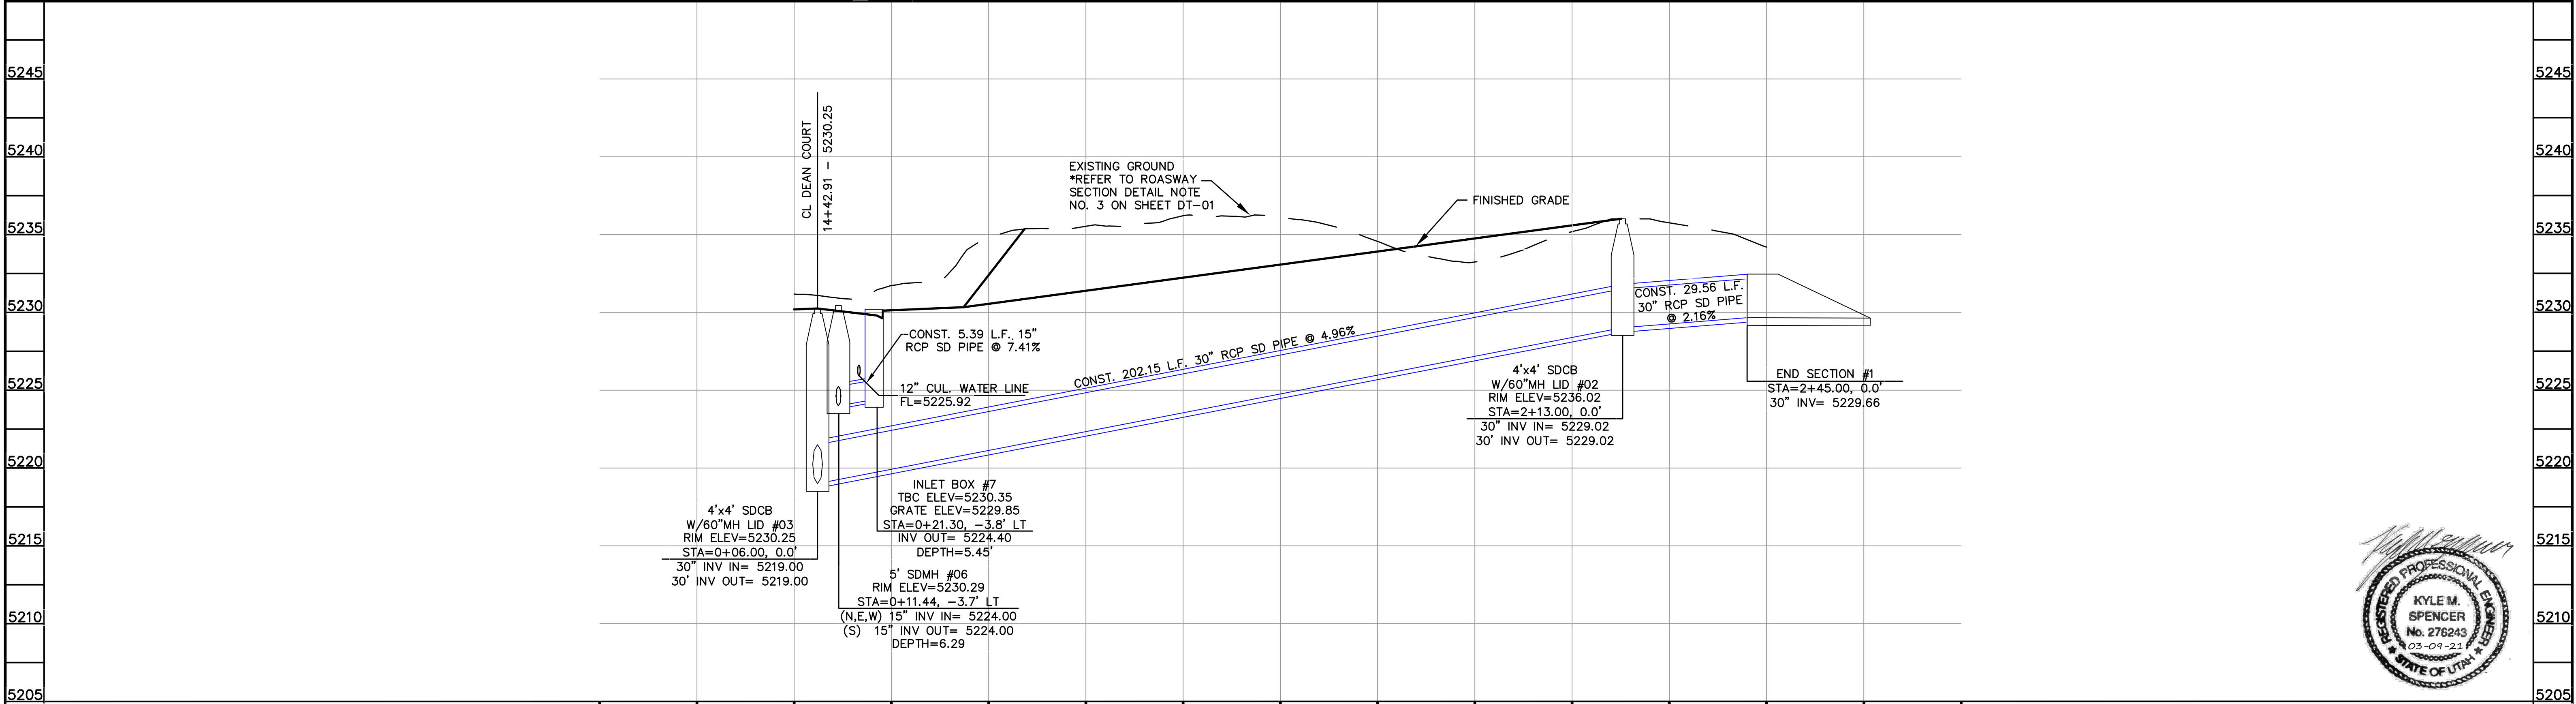 5245
5240
5235
5230
5225
5220
5215
5210
5205
CL DEAN COURT
14+42.91 - 5230.25
EXISTING GROUND
*REFER TO ROASWAY
SECTION DETAIL NOTE
NO. 3 ON SHEET DT-01
FINISHED GRADE
CONST. 5.39 L.F. 15"
RCP SD PIPE @ 7.41%
12" CUL. WATER LINE
FL=5225.92
CONST. 202.15 L.F. 30" RCP SD PIPE @ 4.96%
CONST. 29.56 L.F.
30" RCP SD PIPE
@ 2.16%
4'x4' SDCB
W/60"MH LID #02
RIM ELEV=5236.02
STA=2+13.00, 0.0'
30" INV IN= 5229.02
30' INV OUT= 5229.02
END SECTION #1
STA=2+45.00, 0.0'
30" INV= 5229.66
4'x4' SDCB
W/60"MH LID #03
RIM ELEV=5230.25
STA=0+06.00, 0.0'
30" INV IN= 5219.00
30' INV OUT= 5219.00
INLET BOX #7
TBC ELEV=5230.35
GRATE ELEV=5229.85
STA=0+21.30, -3.8' LT
INV OUT= 5224.40
DEPTH=5.45'
5' SDMH #06
RIM ELEV=5230.29
STA=0+11.44, -3.7' LT
(N,E,W) 15" INV IN= 5224.00
(S) 15" INV OUT= 5224.00
DEPTH=6.29
5245
5240
5235
5230
5225
5220
5215
5210
5205
REGISTERED PROFESSIONAL ENGINEER
KYLE M.
SPENCER
No. 276243
03-09-21
STATE OF UTAH